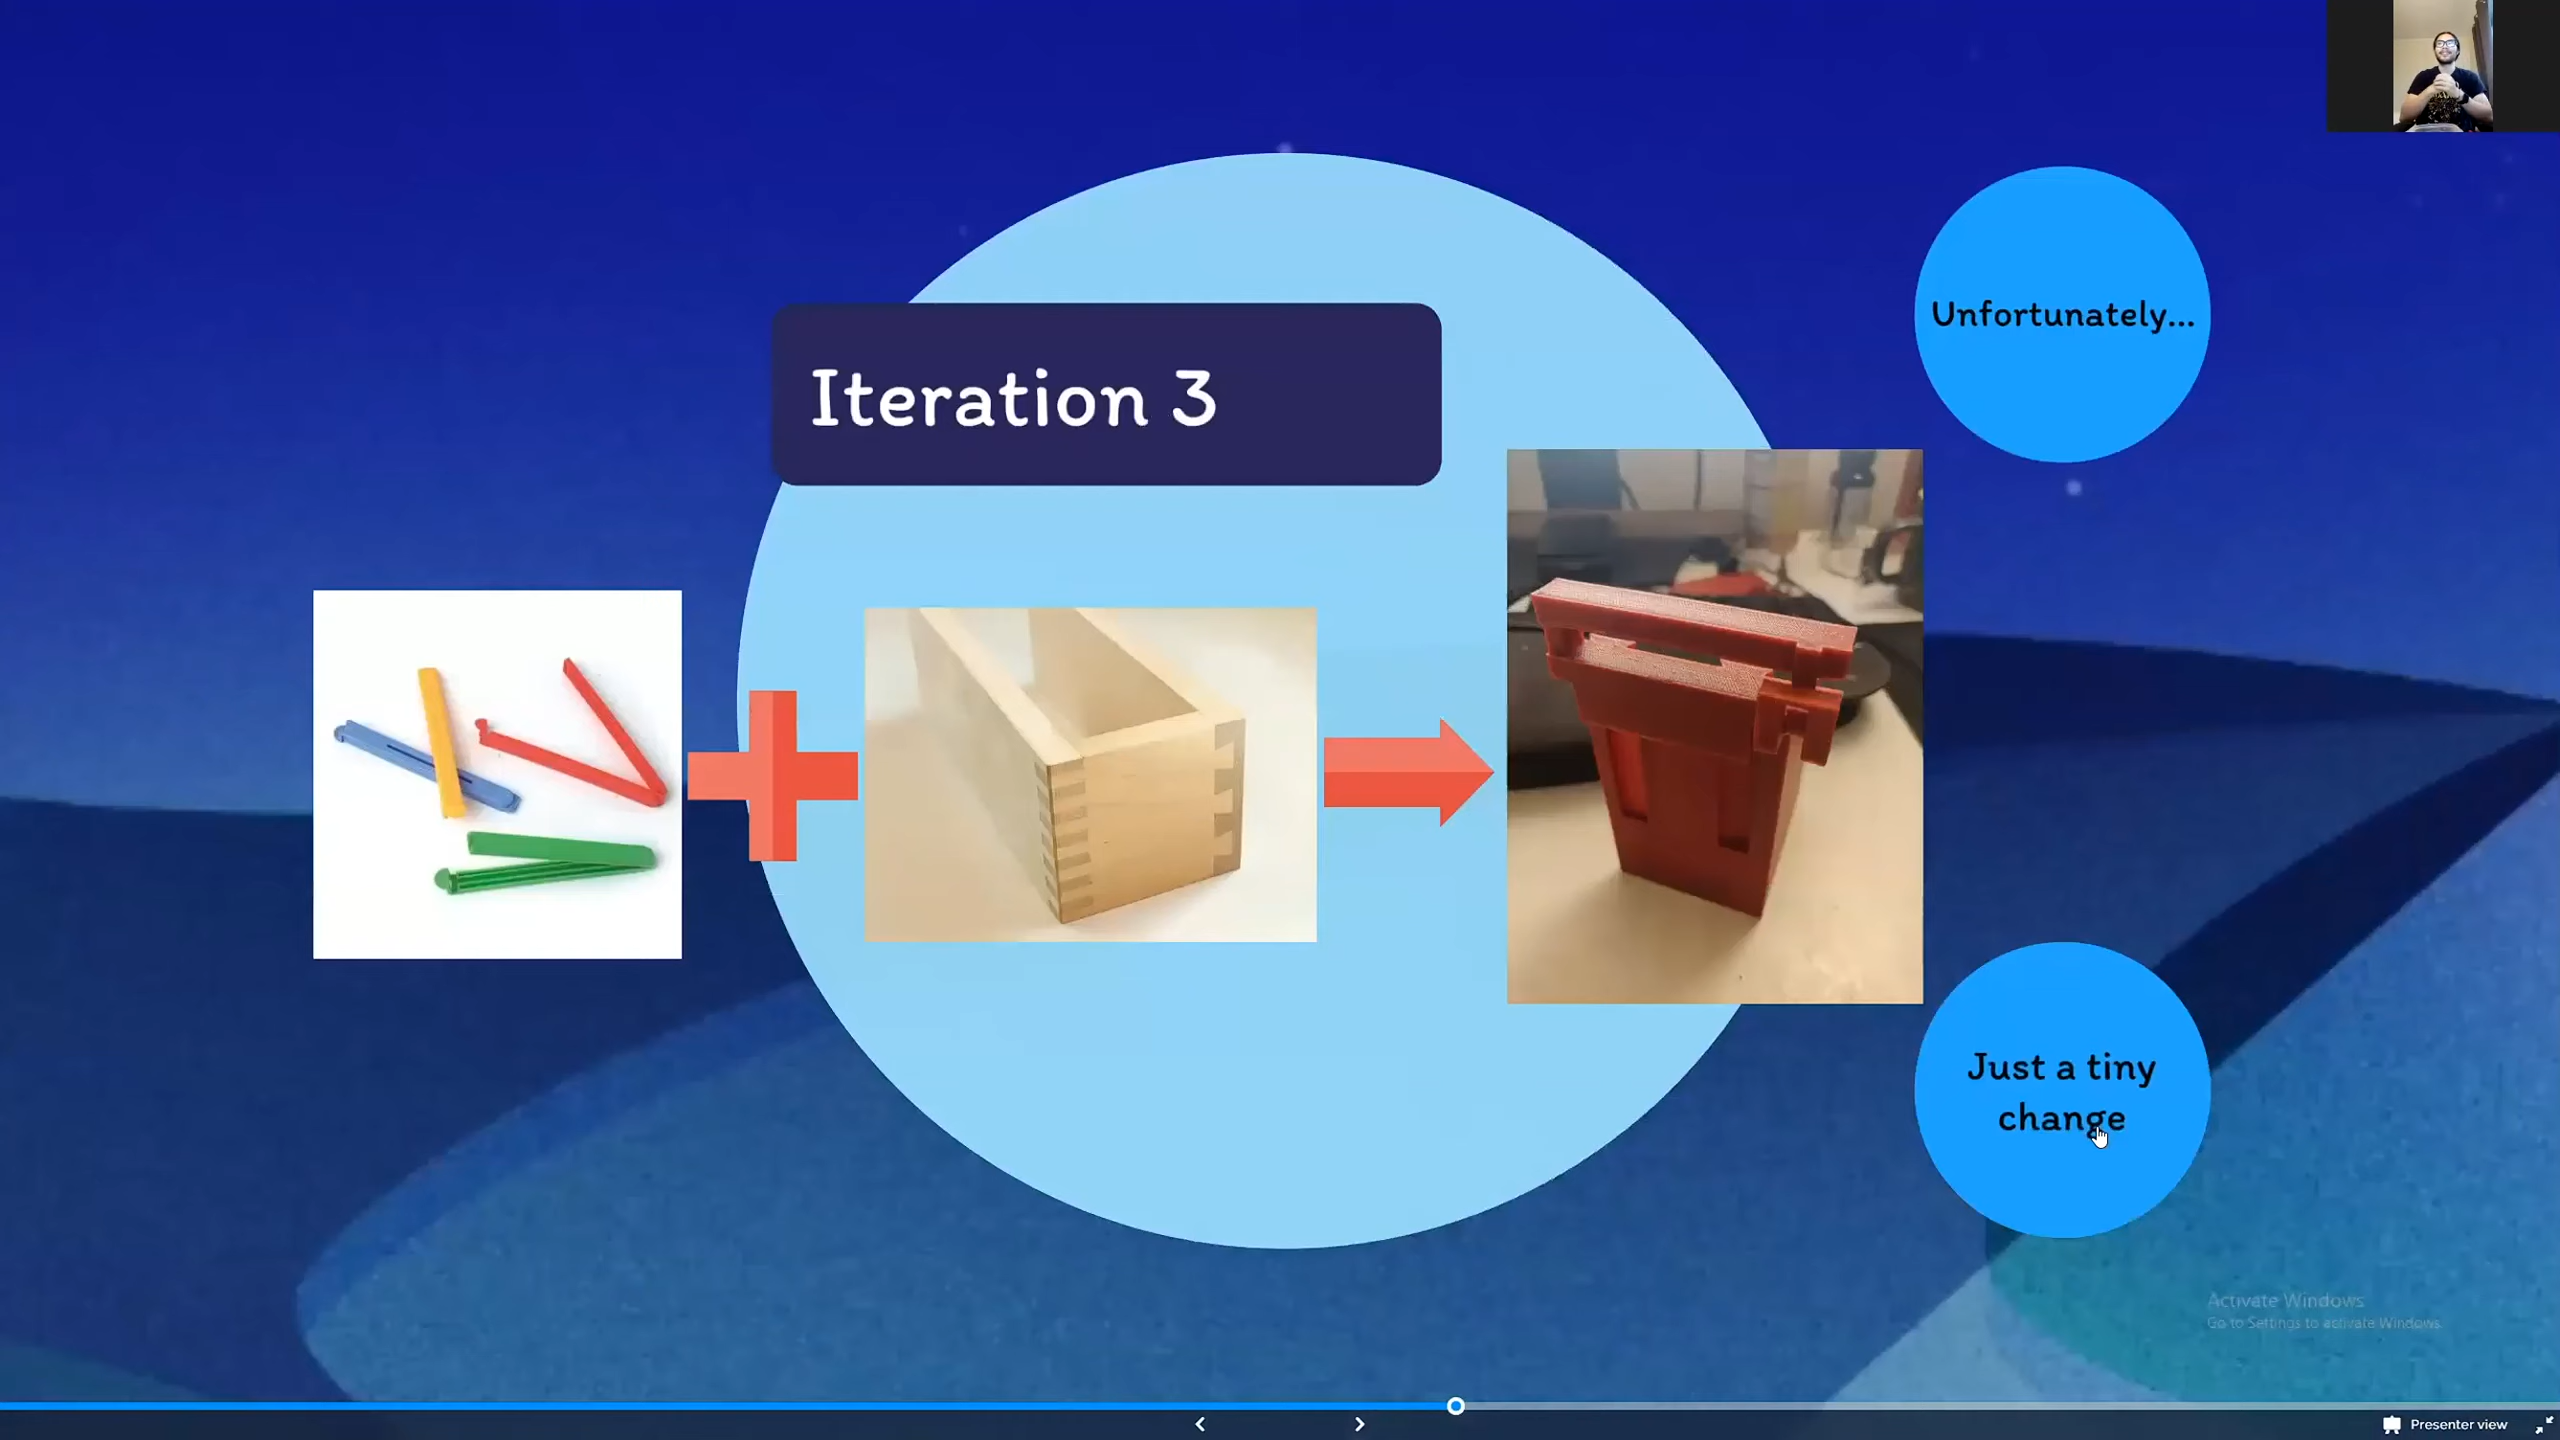 Unfortunately...
Iteration 3
Just a tiny
change
Activate Windows
Go to Settings to activate Windows.
Presenter view